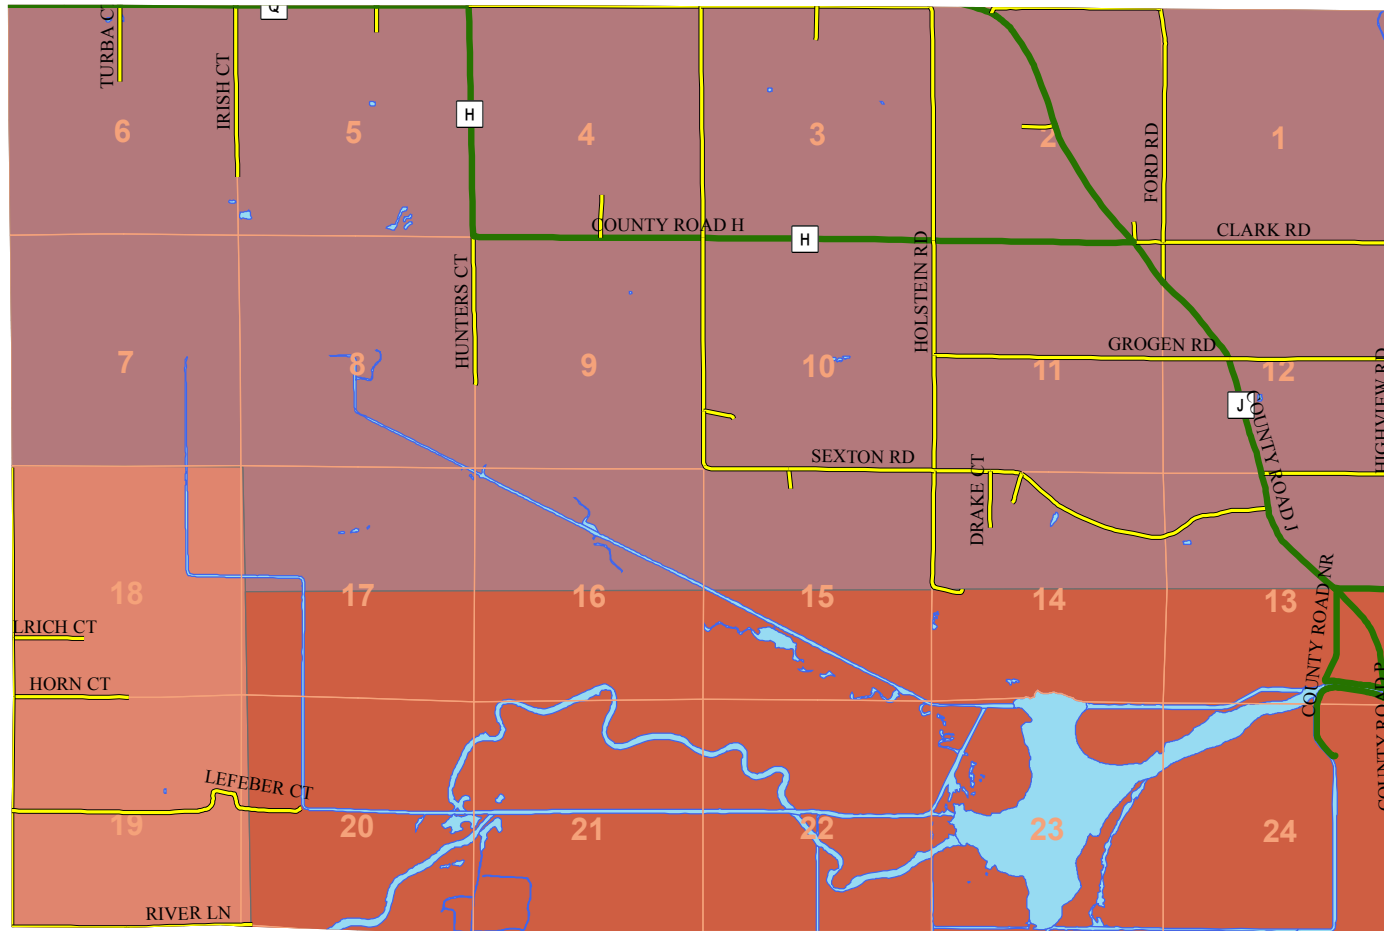 Q
TURBA C
IRISH CT
H
6
5
4
3
2
1
FORD RD
COUNTY ROAD H
H
CLARK RD
HUNTERS CT
HOLSTEIN RD
GROGEN RD
7
8
9
10
11
12
HIGHVIEW RD
J
COUNTY ROAD J
SEXTON RD
DRAKE CT
18
17
16
15
14
13
COUNTY ROAD NR
LRICH CT
HORN CT
COUNTY ROAD P
LEFEBER CT
19
20
21
22
23
24
RIVER LN